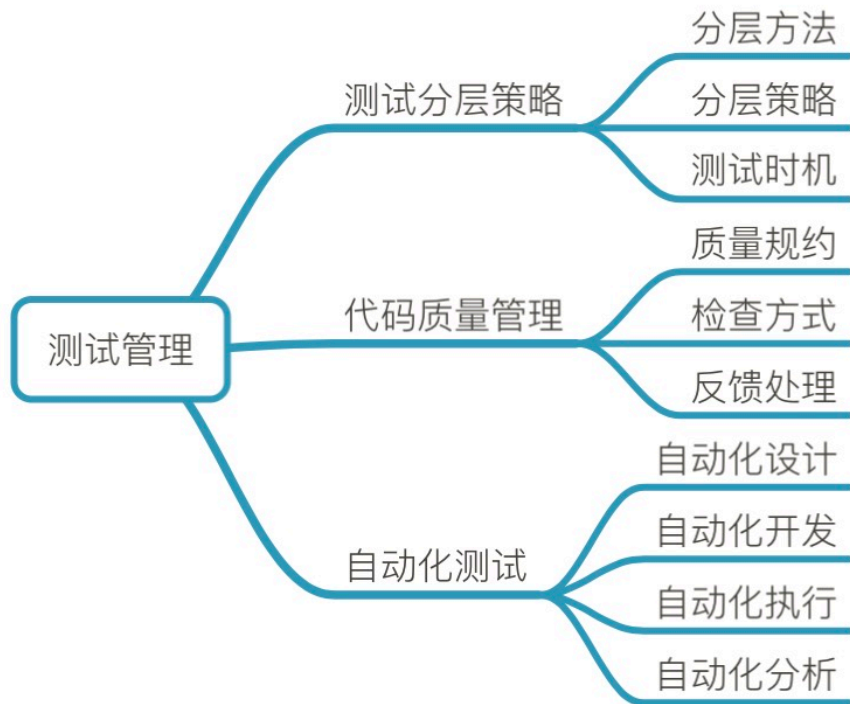 测试管理
测试分层策略
分层方法
分层策略
测试时机
代码质量管理
质量规约
检查方式
反馈处理
自动化测试
自动化设计
自动化开发
自动化执行
自动化分析